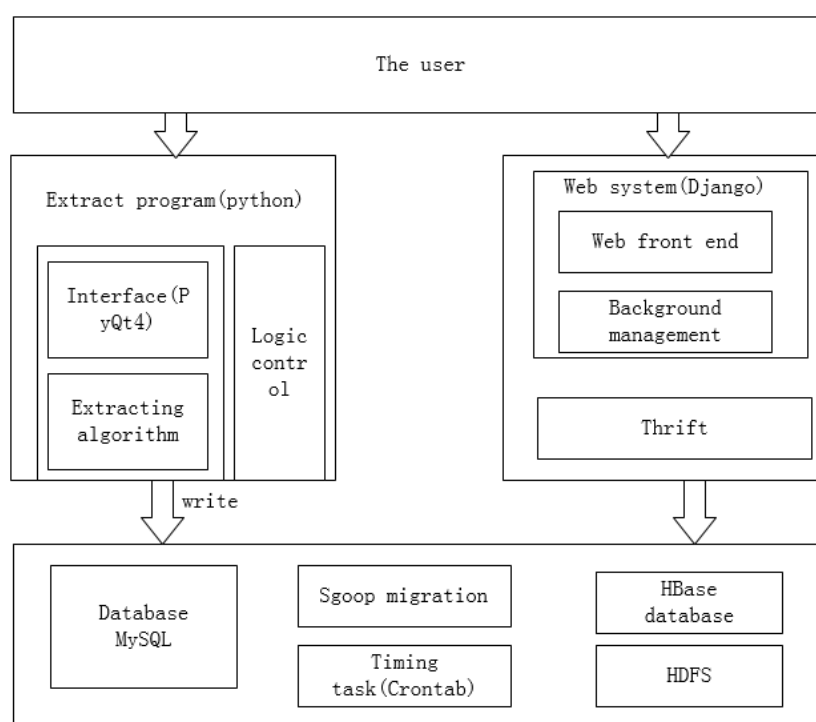 The user
Extract program(python)
Interface(P
yQt4)
Extracting
algorithm
Logic
contr
ol
Web system(Django)
Web front end
Background
management
Thrift
write
Database
MySQL
Sgoop migration
Timing
task(Crontab)
HBase
database
HDFS